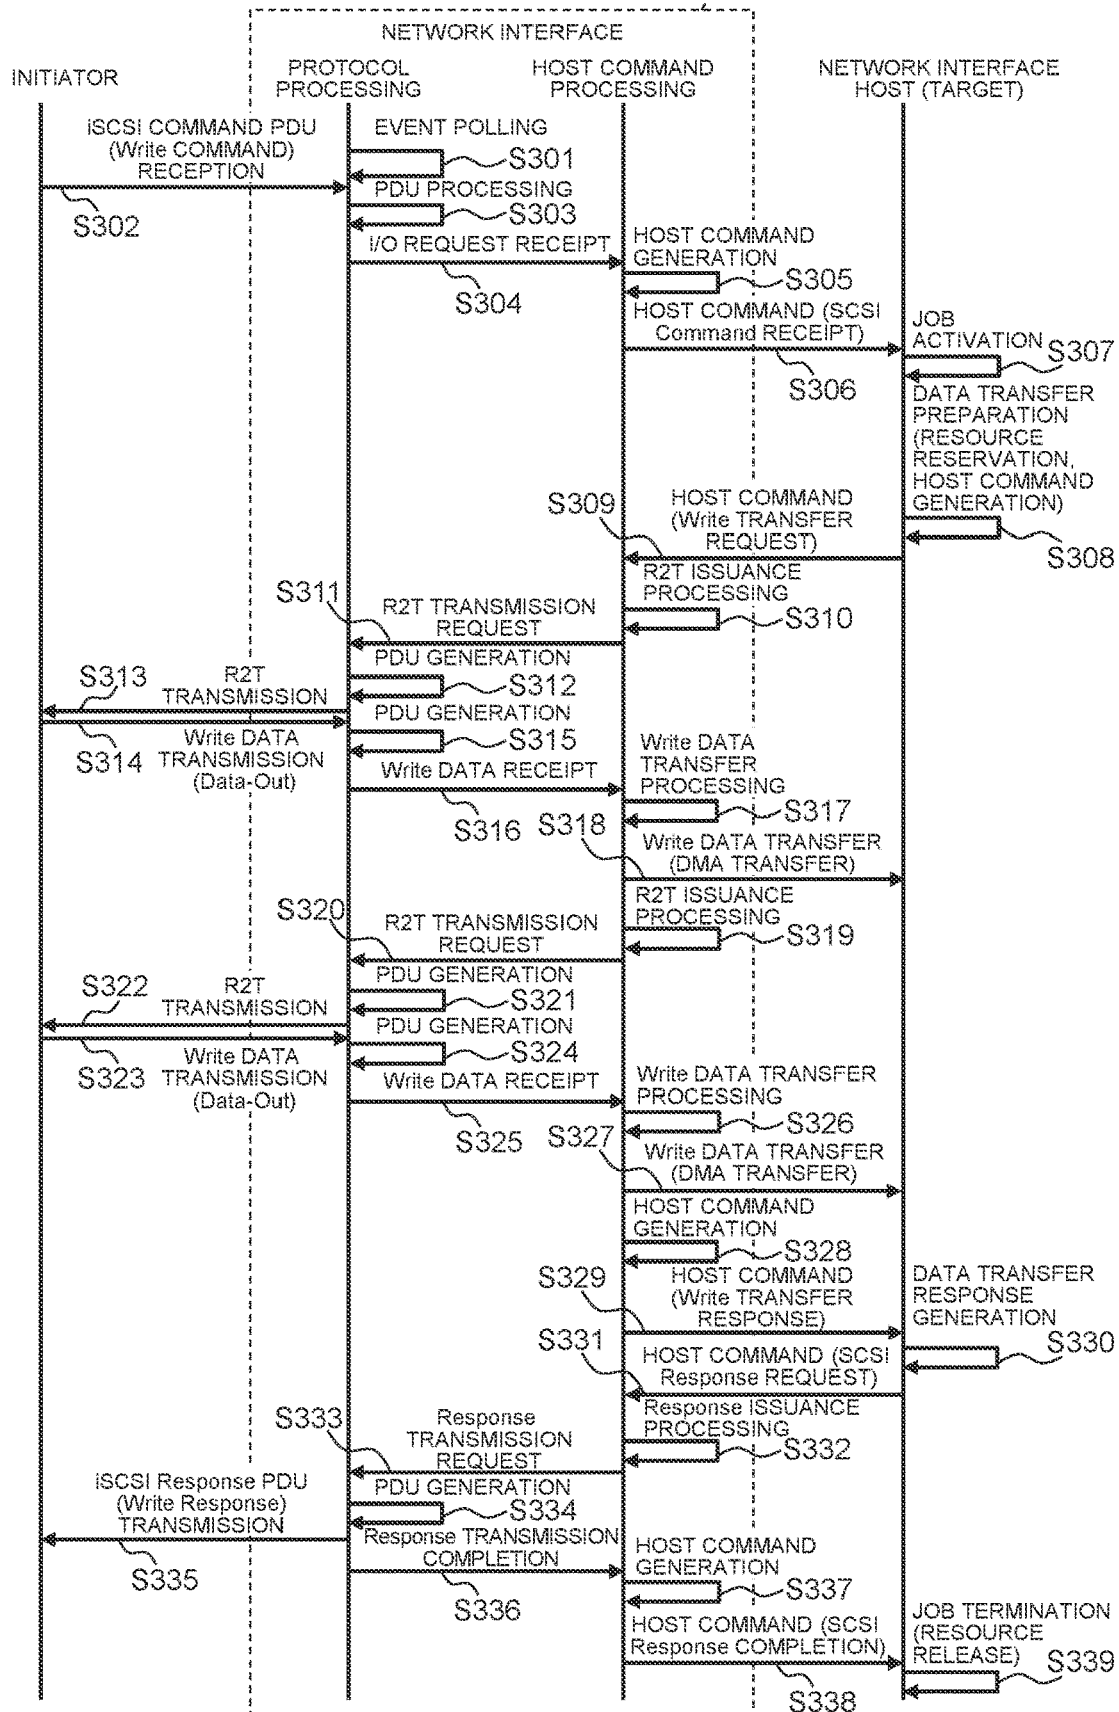 NETWORK INTERFACE
INITIATOR
PROTOCOL
PROCESSING
HOST COMMAND
PROCESSING
NETWORK INTERFACE
HOST (TARGET)
iSCSI COMMAND PDU
(Write COMMAND)
RECEPTION
S302
EVENT POLLING
S301
PDU PROCESSING
S303
I/O REQUEST RECEIPT
S304
HOST COMMAND
GENERATION
S305
HOST COMMAND (SCSI
Command RECEIPT)
S306
JOB
ACTIVATION
S307
DATA TRANSFER
PREPARATION
(RESOURCE
RESERVATION,
HOST COMMAND
GENERATION)
S308
S309
HOST COMMAND
(Write TRANSFER
REQUEST)
R2T ISSUANCE
PROCESSING
S310
S311
R2T TRANSMISSION
REQUEST
PDU GENERATION
S312
S313
R2T
TRANSMISSION
S314
Write DATA
TRANSMISSION
(Data-Out)
PDU GENERATION
S315
Write DATA RECEIPT
S316
Write DATA
TRANSFER
PROCESSING
S317
S318
Write DATA TRANSFER
(DMA TRANSFER)
R2T ISSUANCE
PROCESSING
S319
S320
R2T TRANSMISSION
REQUEST
PDU GENERATION
S321
S322
R2T
TRANSMISSION
S323
Write DATA
TRANSMISSION
(Data-Out)
PDU GENERATION
S324
Write DATA RECEIPT
S325
Write DATA TRANSFER
PROCESSING
S326
S327
Write DATA TRANSFER
(DMA TRANSFER)
HOST COMMAND
GENERATION
S328
S329
HOST COMMAND
(Write TRANSFER
RESPONSE)
DATA TRANSFER
RESPONSE
GENERATION
S330
S331
HOST COMMAND (SCSI
Response REQUEST)
Response ISSUANCE
PROCESSING
S332
S333
Response
TRANSMISSION
REQUEST
PDU GENERATION
S334
iSCSI Response PDU
(Write Response)
TRANSMISSION
S335
Response TRANSMISSION
COMPLETION
S336
HOST COMMAND
GENERATION
S337
HOST COMMAND (SCSI
Response COMPLETION)
S338
JOB TERMINATION
(RESOURCE
RELEASE)
S339